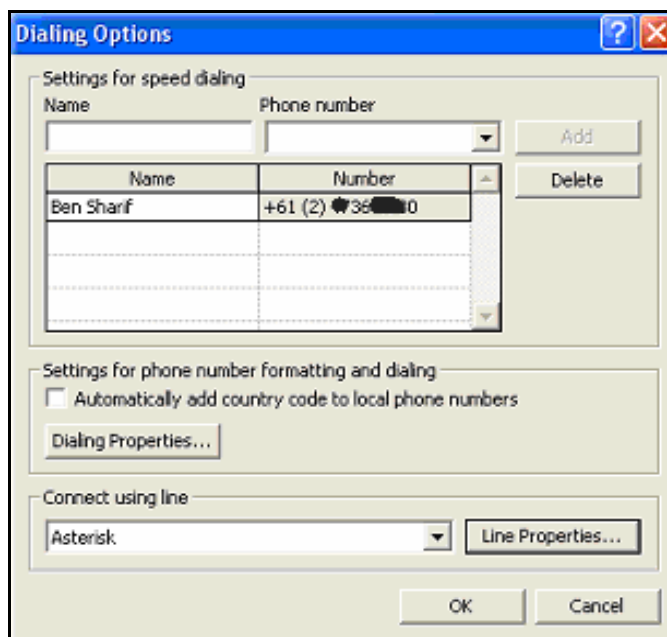 Dialing Options
Settings for speed dialing
Name Phone number
Add
Name Number
Delete
Ben Sharif +61 (2) 36 0
Settings for phone number formatting and dialing
Automatically add country code to local phone numbers
Dialing Properties...
Connect using line
Asterisk Line Properties...
OK Cancel